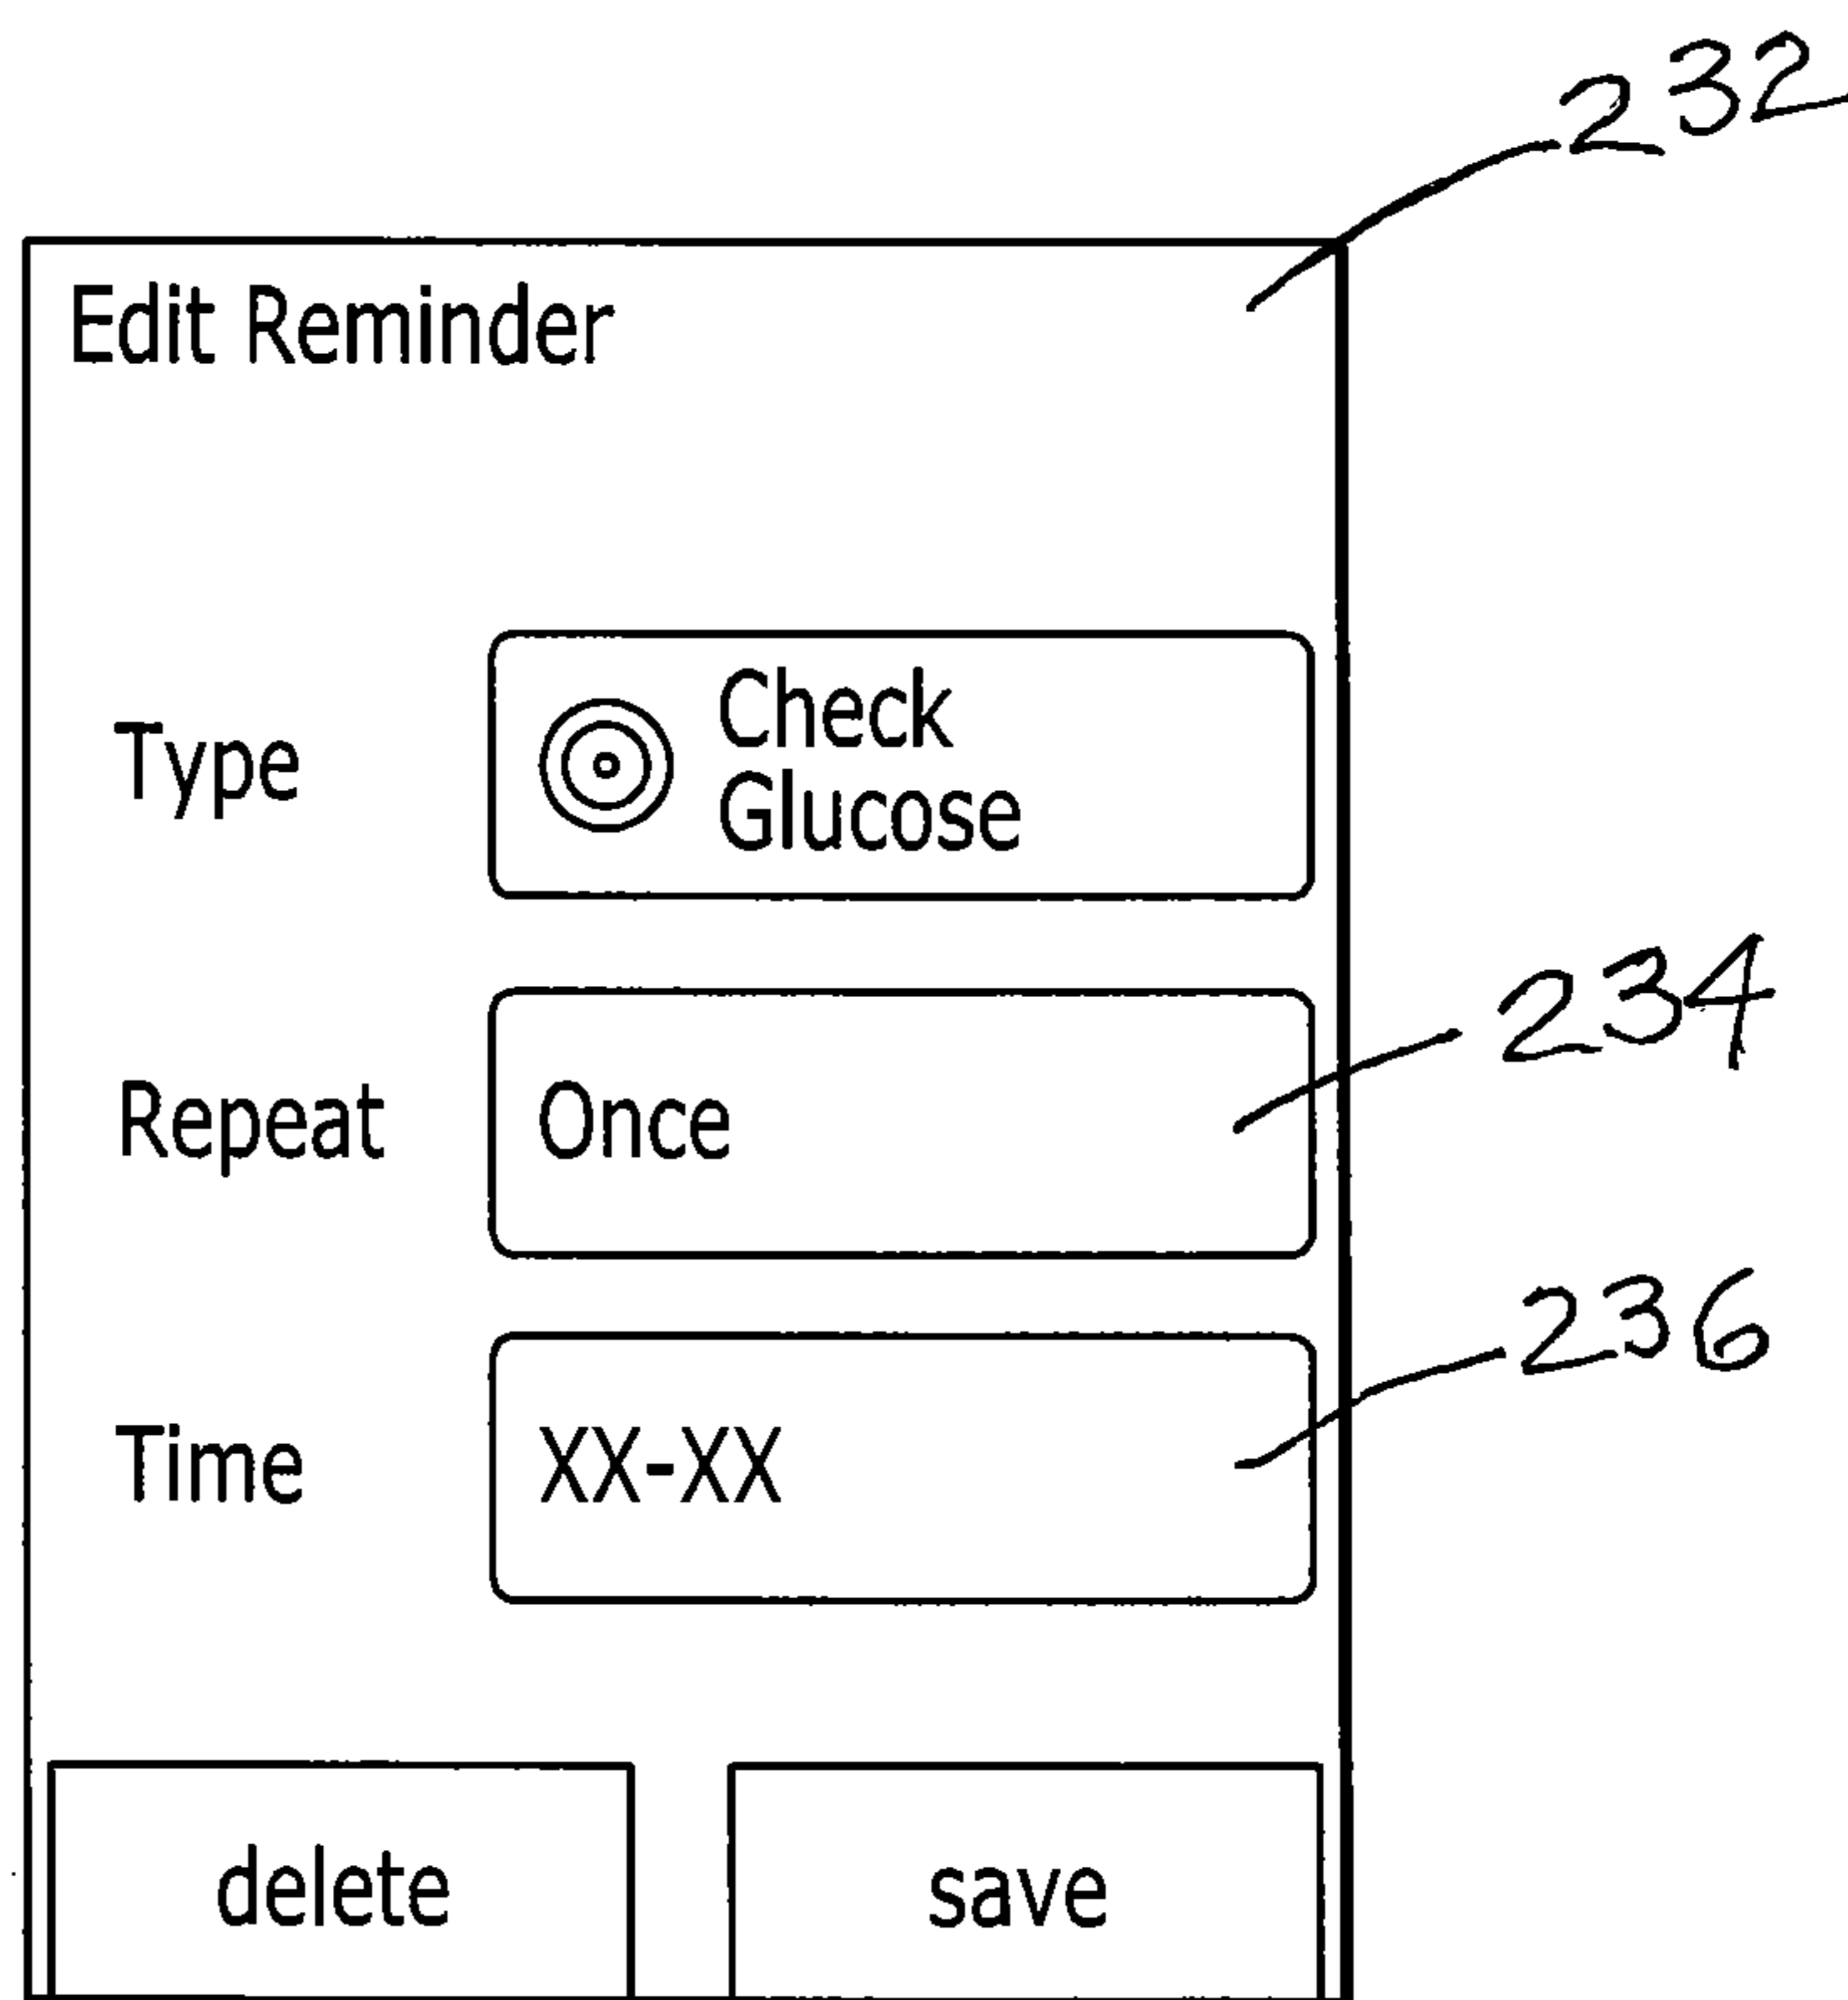 232
Edit Reminder
Type
Check
Glucose
234
Repeat
Once
236
Time
XX-XX
delete
save